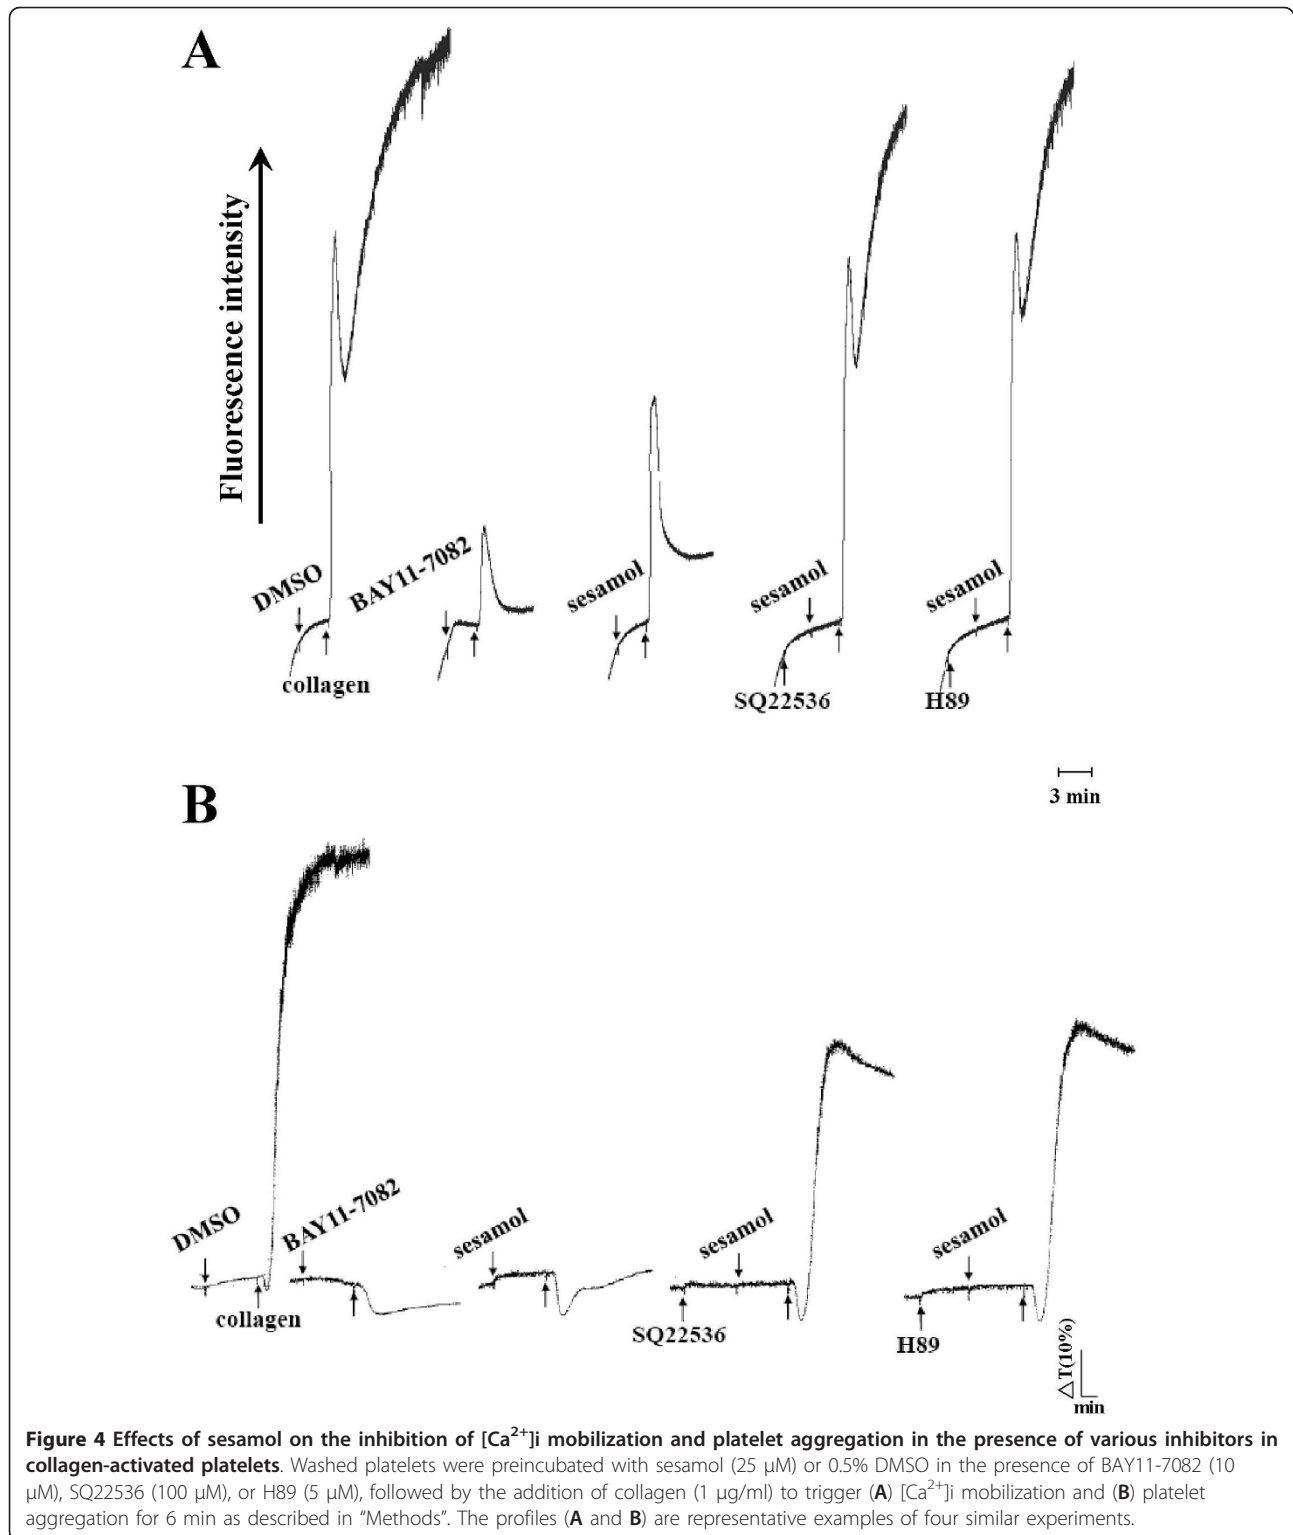 A
Fluorescence intensity
DMSO
BAY11-7082
sesamol
sesamol
sesamol
collagen
SQ22536
H89
3 min
B
DMSO
BAY11-7082
sesamol
sesamol
sesamol
collagen
SQ22536
H89
△T(10%)
min
Figure 4 Effects of sesamol on the inhibition of [Ca²⁺]i mobilization and platelet aggregation in the presence of various inhibitors in
collagen-activated platelets. Washed platelets were preincubated with sesamol (25 μM) or 0.5% DMSO in the presence of BAY11-7082 (10
μM), SQ22536 (100 μM), or H89 (5 μM), followed by the addition of collagen (1 μg/ml) to trigger (A) [Ca²⁺]i mobilization and (B) platelet
aggregation for 6 min as described in “Methods”. The profiles (A and B) are representative examples of four similar experiments.